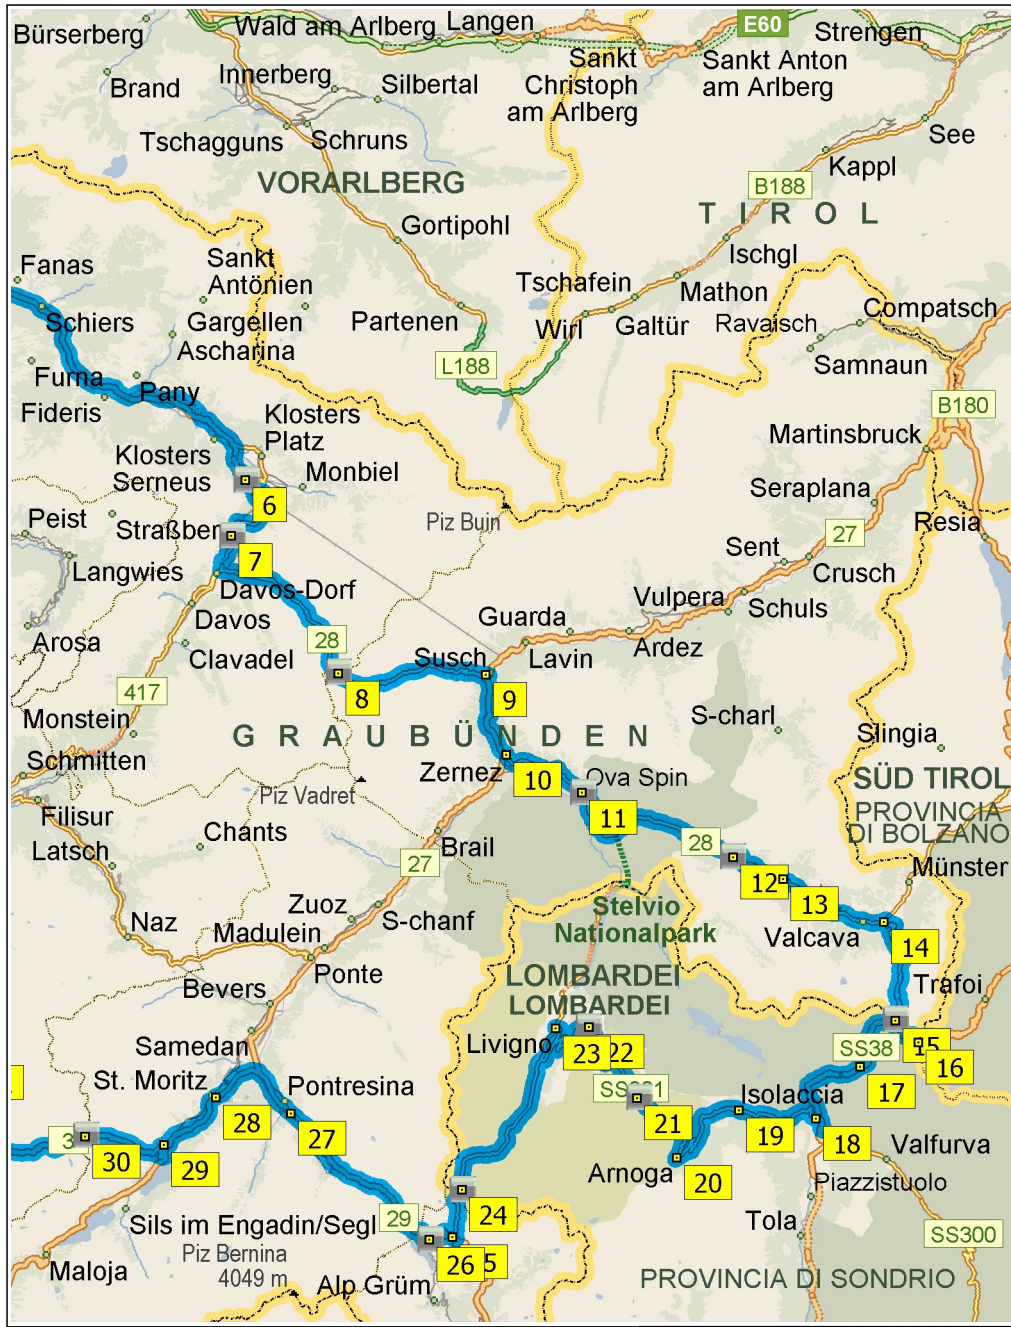 Bürserberg
Wald am Arlberg
Langen
E60
Strengen
Brand
Innerberg
Silbertal
Sankt
Christoph
am Arlberg
Sankt Anton
am Arlberg
Tschagguns
Schruns
See
Kappl
VORARLBERG
B188
TIROL
Gortipohl
Ischgl
Fanas
Sankt
Antönien
Tschafein
Mathon
Compatsch
Schiers
Gargellen
Partenen
Wirl
Galtür
Ravaisch
Ascharina
Samnaun
L188
Furna
Pany
Fideris
B180
Klosters
Platz
Martinsbruck
Klosters
Serneus
Monbiel
Seraplana
6
Peist
Straßber
Piz Buin
27
Resia
7
Sent
Langwies
Crusch
Davos-Dorf
Vulpera
Schuls
Davos
Guarda
Arosa
28
Clavadel
Susch
Lavin
Ardez
417
8
9
Monstein
S-charl
GRAUBÜNDEN
Slingia
Schmitten
Zernez
10
Ova Spin
SÜD TIROL
Piz Vadret
PROVINCIA
DI BOLZANO
Filisur
11
Chants
28
Latsch
27
Brail
Münster
12
13
Zuoz
Stelvio
Nationalpark
Naz
S-chanf
Madulein
Valcava
14
Ponte
LOMBARDEI
LOMBARDEI
Trafoi
Bevers
Samedan
Livigno
23
22
SS38
15
16
St. Moritz
Pontresina
17
28
27
21
Isolaccia
19
18
3
30
29
Arnoga
20
Valfurva
Piazzistuolo
Sils im Engadin/Segl
29
24
Tola
SS300
Piz Bernina
4049 m
26
5
Maloja
Alp Grüm
PROVINCIA DI SONDRIO